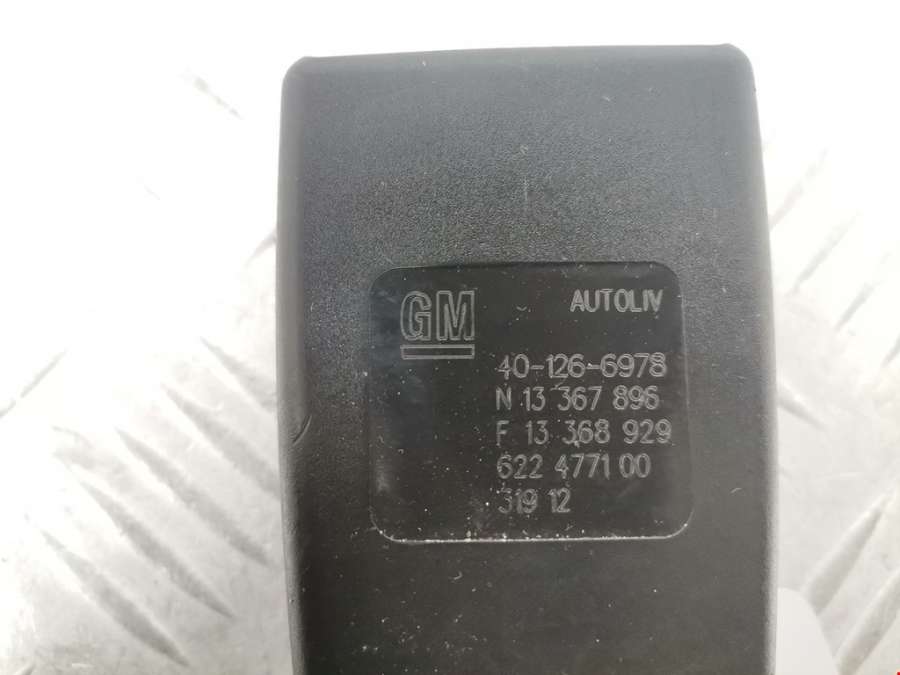 GM AUTOLIV
40-126-6978
N 13 367 896
F 13 368 929
622 4771 00
319 12